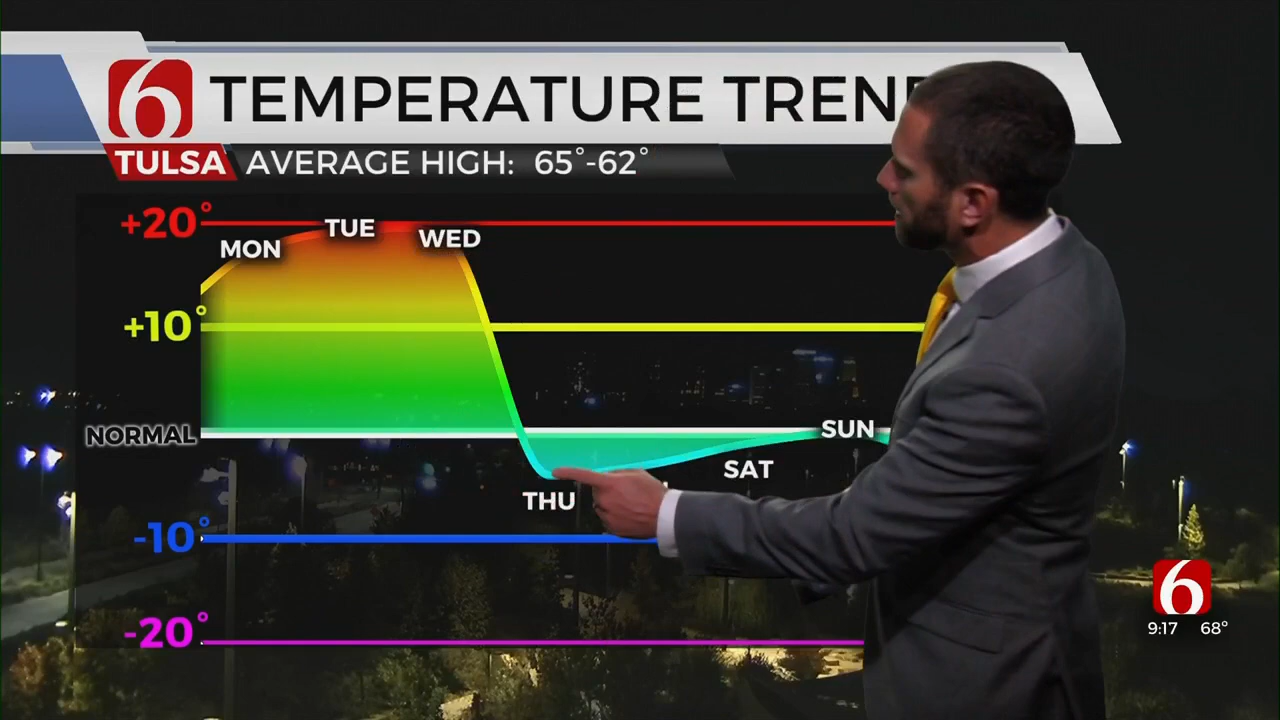 6 TEMPERATURE TREN
TULSA AVERAGE HIGH: 65°-62°
+20°
MON
TUE
WED
+10°
NORMAL
SUN
SAT
THU
-10°
-20°
6
9:17 68°